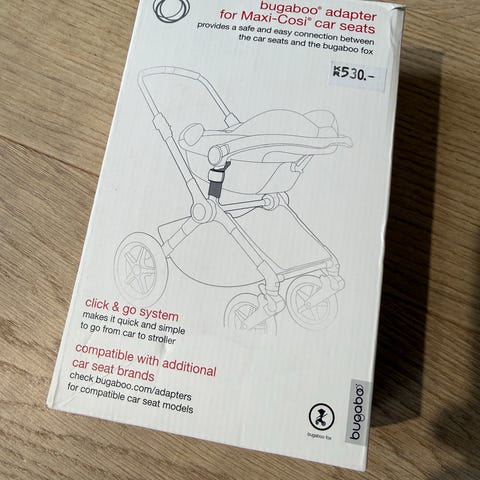 bugaboo® adapter
for Maxi-Cosi® car seats
provides a safe and easy connection between
the car seats and the bugaboo fox
KR 530.-
click & go system
makes it quick and simple
to go from car to stroller
compatible with additional
car seat brands
check bugaboo.com/adapters
for compatible car seat models
bugaboo fox
bugaboo